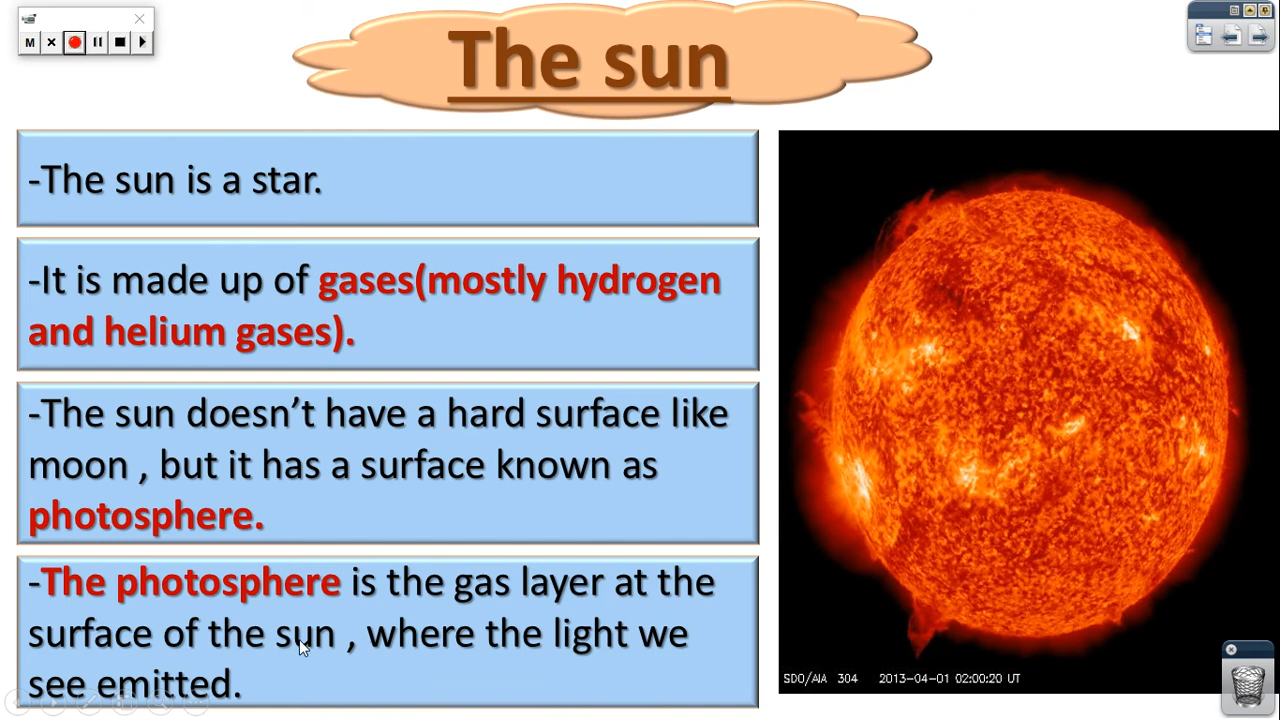 M
The sun
-The sun is a star.
-It is made up of gases(mostly hydrogen
and helium gases).
-The sun doesn’t have a hard surface like
moon , but it has a surface known as
photosphere.
-The photosphere is the gas layer at the
surface of the sun , where the light we
see emitted.
SDO/AIA 304 2013-04-01 02:00:20 UT